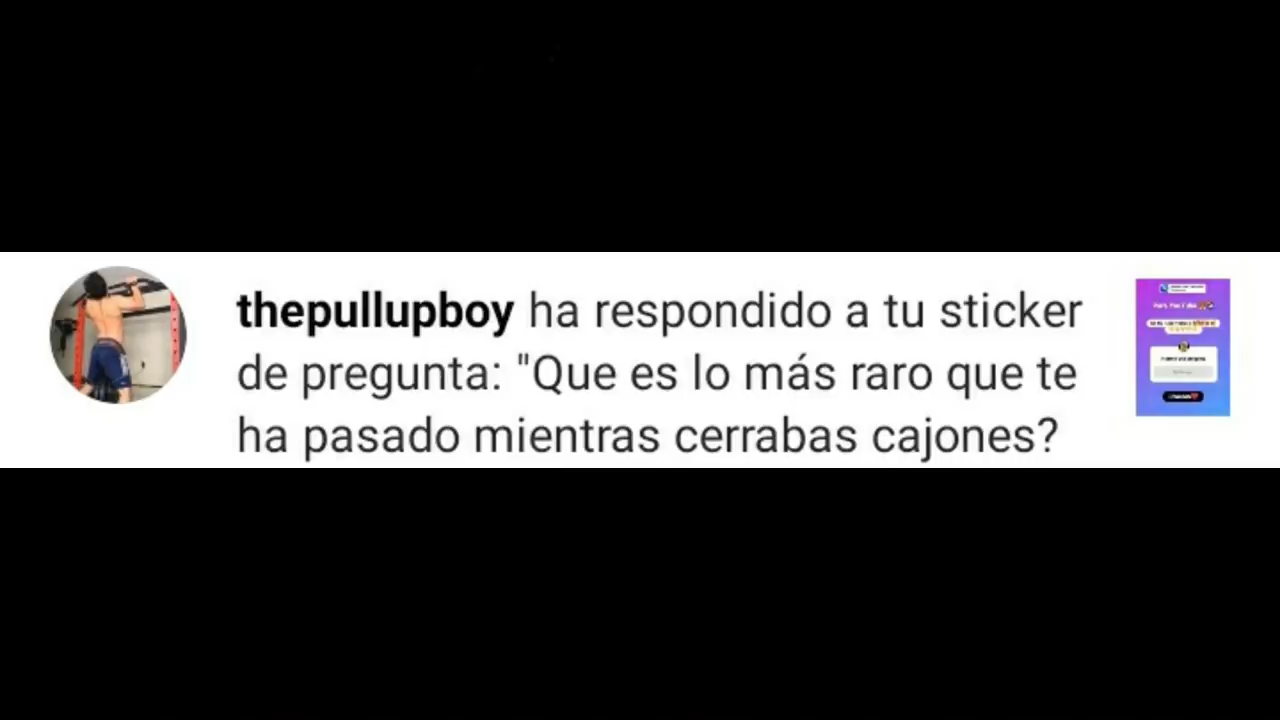 thepullupboy ha respondido a tu sticker
de pregunta: "Que es lo más raro que te
ha pasado mientras cerrabas cajones?